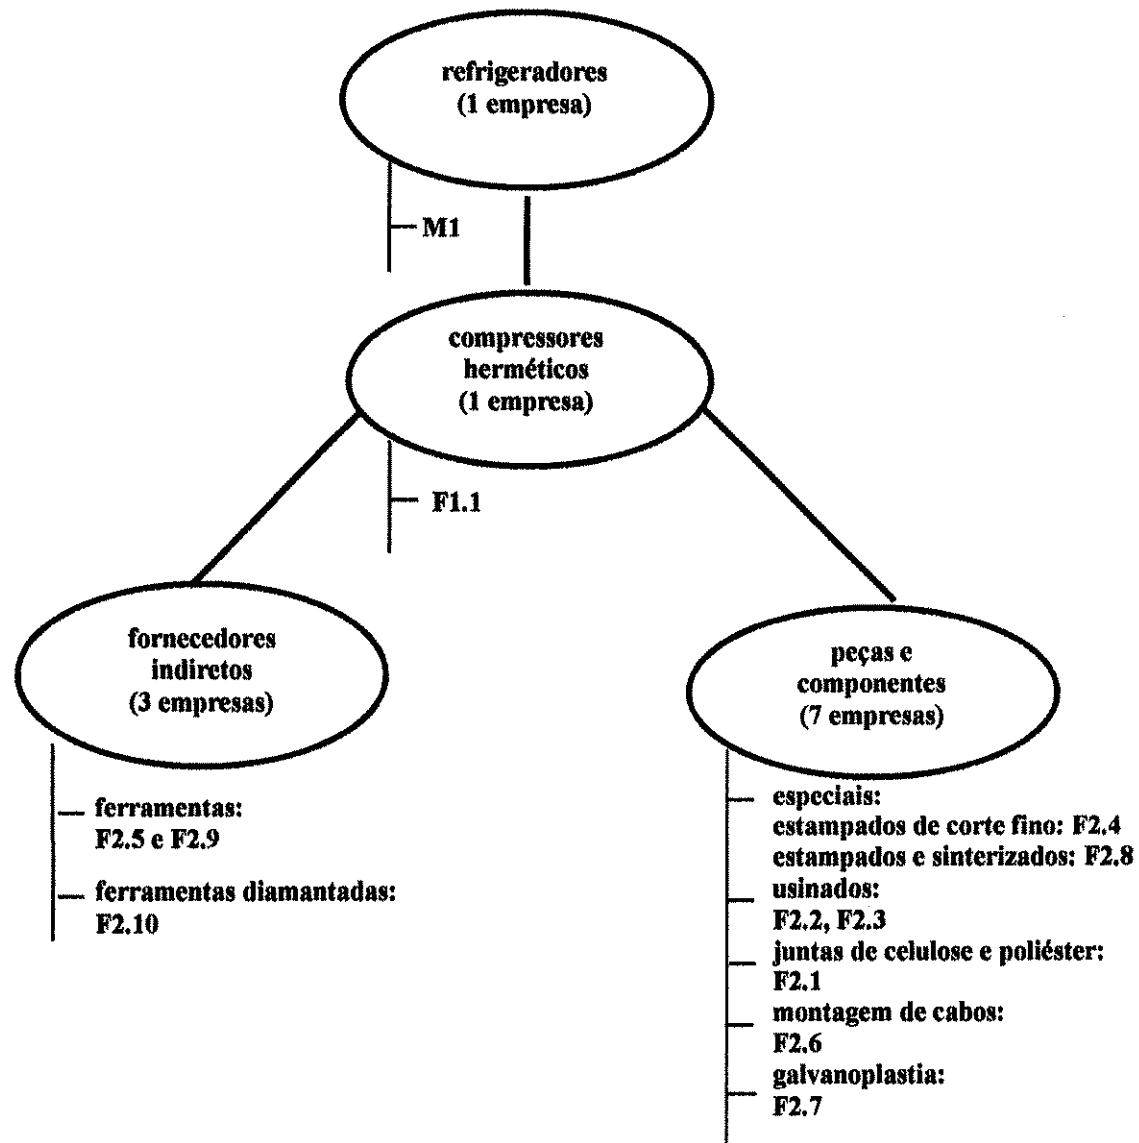 refrigeradores
(1 empresa)
M1
compressores
herméticos
(1 empresa)
F1.1
fornecedores
indiretos
(3 empresas)
ferramentas:
F2.5 e F2.9
ferramentas diamantadas:
F2.10
peças e
componentes
(7 empresas)
especiais:
estampados de corte fino: F2.4
estampados e sinterizados: F2.8
usinados:
F2.2, F2.3
juntas de celulose e poliéster:
F2.1
montagem de cabos:
F2.6
galvanoplastia:
F2.7